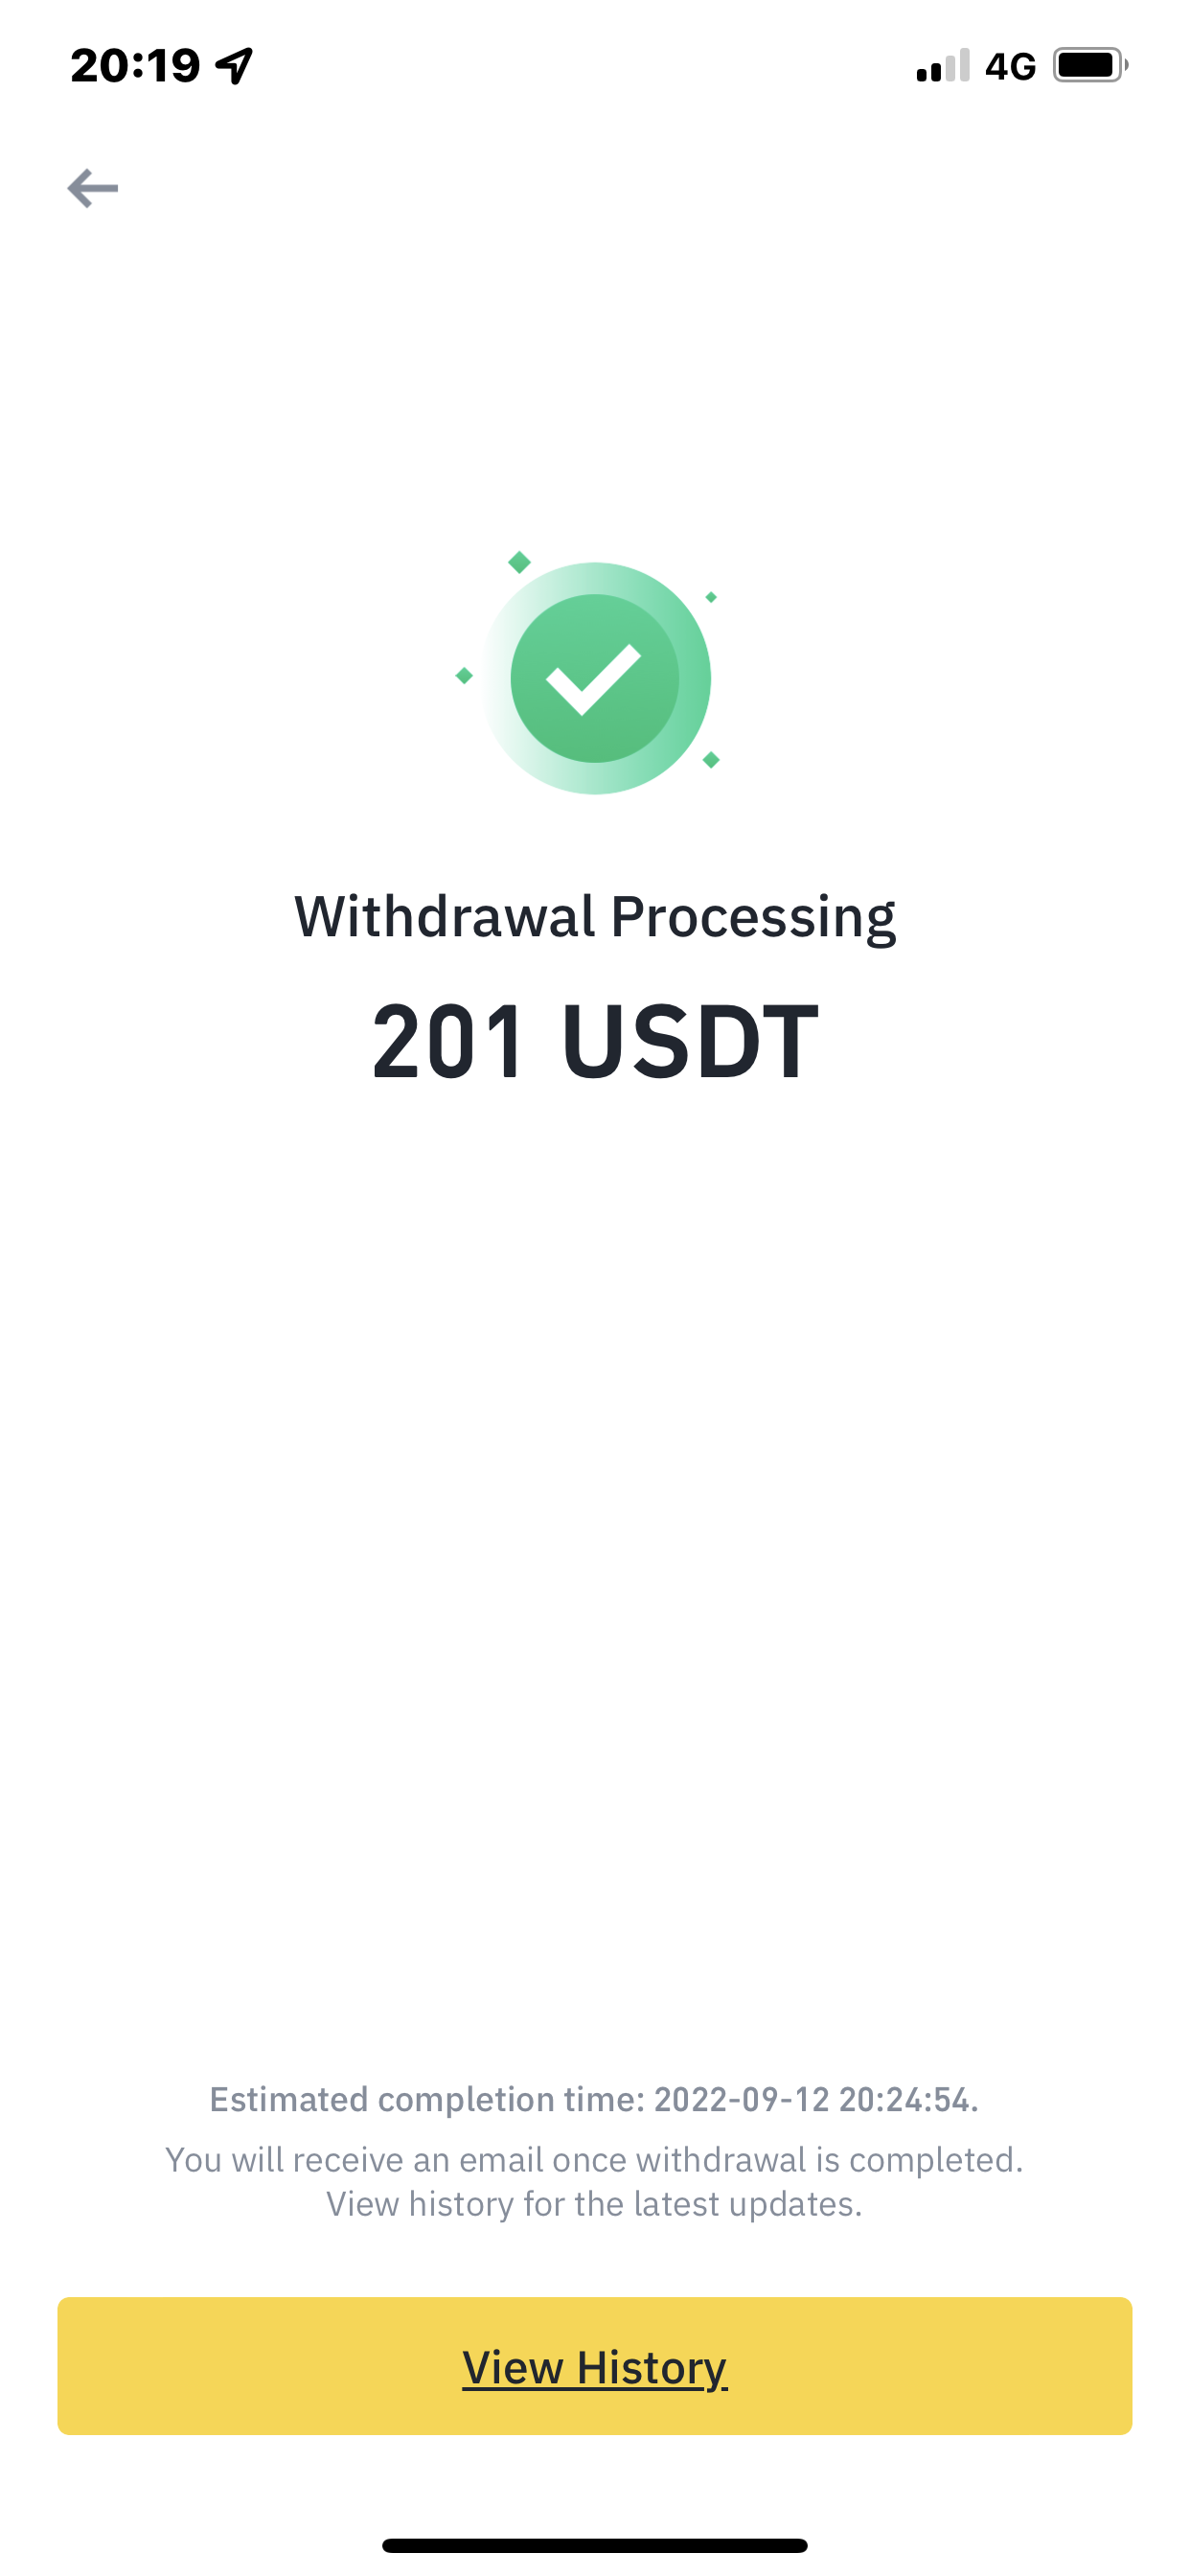 20:19
4G
Withdrawal Processing
201 USDT
Estimated completion time: 2022-09-12 20:24:54.
You will receive an email once withdrawal is completed.
View history for the latest updates.
View History